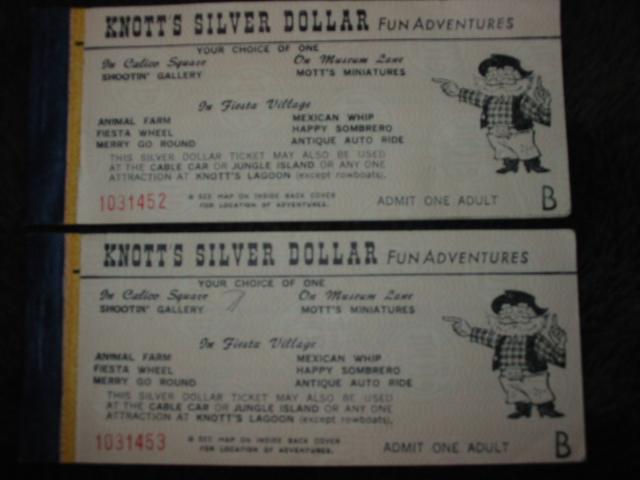 KNOTT'S SILVER DOLLAR FUN ADVENTURES
YOUR CHOICE OF ONE
In Calico Square On Museum Lane
SHOOTIN' GALLERY MOTT'S MINIATURES
In Fiesta Village
ANIMAL FARM MEXICAN WHIP
FIESTA WHEEL HAPPY SOMBRERO
MERRY GO ROUND ANTIQUE AUTO RIDE
THIS SILVER DOLLAR TICKET MAY ALSO BE USED
AT THE CABLE CAR OR JUNGLE ISLAND OR ANY ONE
ATTRACTION AT KNOTT'S LAGOON (except rowboats).
1031452 SEE MAP ON INSIDE BACK COVER
FOR LOCATION OF ADVENTURES. ADMIT ONE ADULT B
KNOTT'S SILVER DOLLAR FUN ADVENTURES
YOUR CHOICE OF ONE
In Calico Square On Museum Lane
SHOOTIN' GALLERY MOTT'S MINIATURES
In Fiesta Village
ANIMAL FARM MEXICAN WHIP
FIESTA WHEEL HAPPY SOMBRERO
MERRY GO ROUND ANTIQUE AUTO RIDE
THIS SILVER DOLLAR TICKET MAY ALSO BE USED
AT THE CABLE CAR OR JUNGLE ISLAND OR ANY ONE
ATTRACTION AT KNOTT'S LAGOON (except rowboats).
1031453 SEE MAP ON INSIDE BACK COVER
FOR LOCATION OF ADVENTURES. ADMIT ONE ADULT B